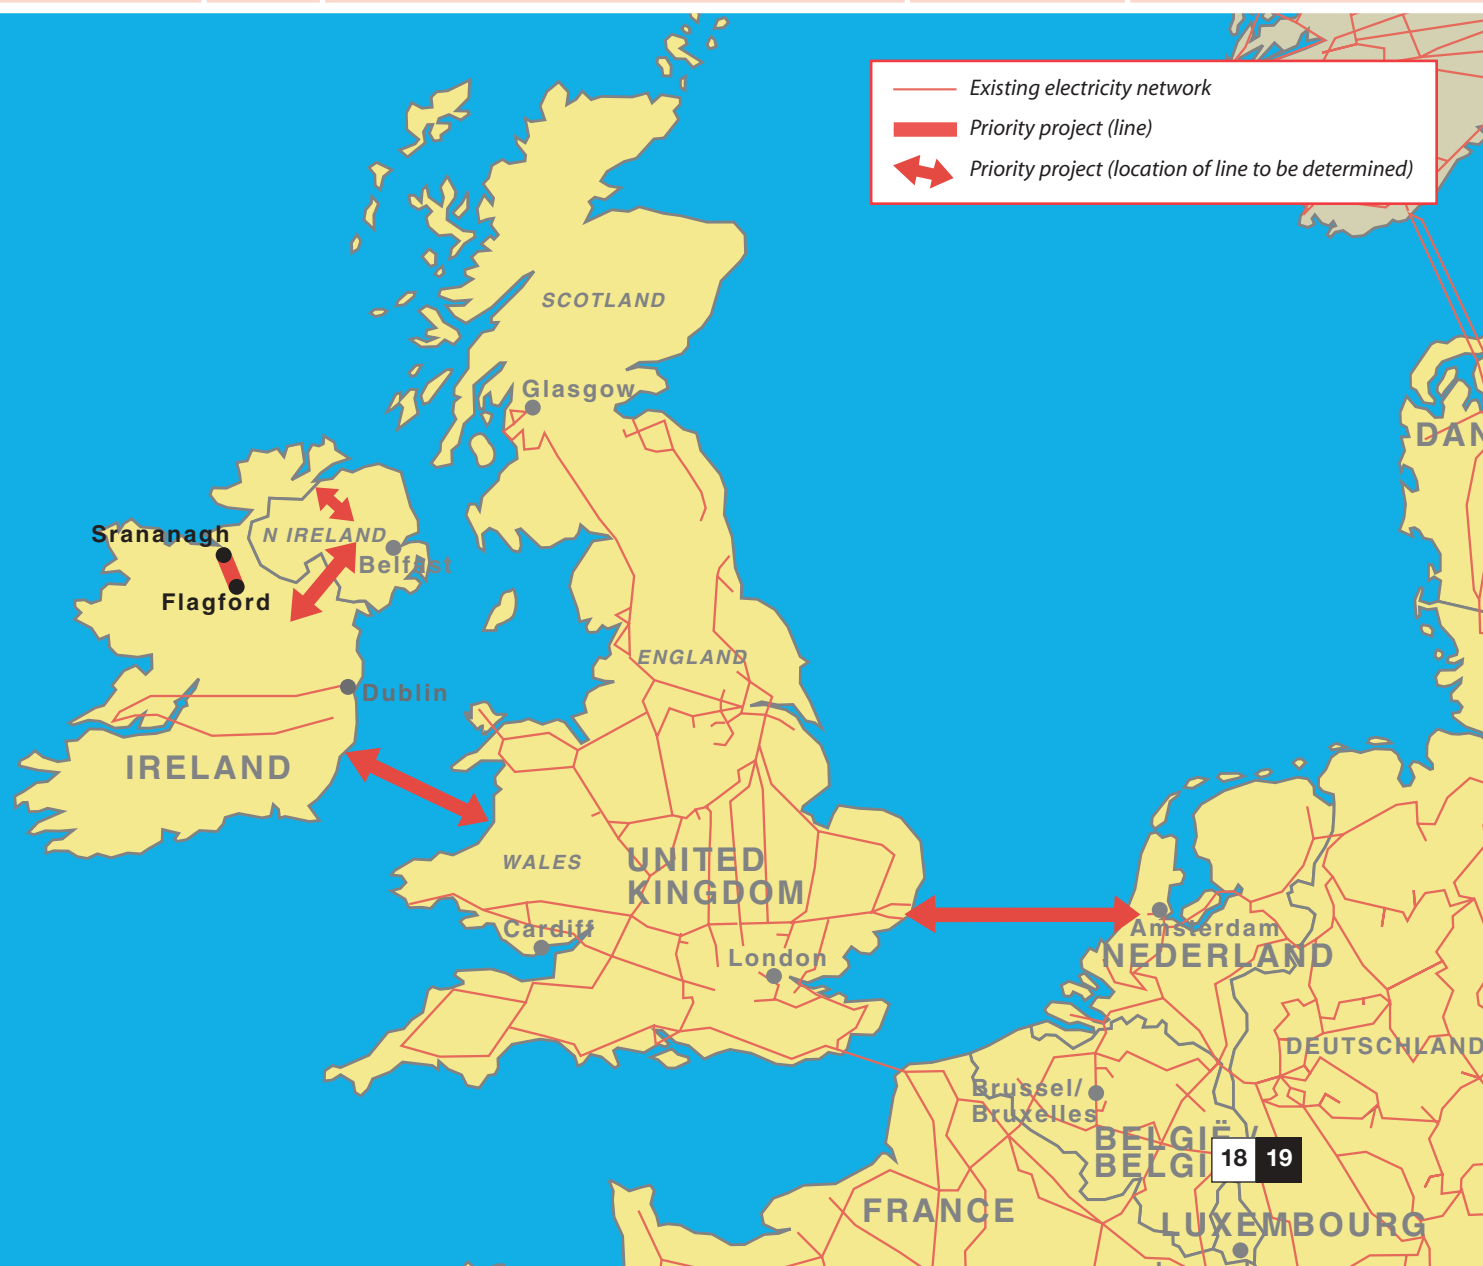 Existing electricity network
Priority project (line)
Priority project (location of line to be determined)
SCOTLAND
Glasgow
DAN
Srananagh
N IRELAND
Belfast
Flagford
ENGLAND
Dublin
IRELAND
WALES
UNITED
KINGDOM
Cardiff
London
Amsterdam
NEDERLAND
DEUTSCHLAND
Brussel/
Bruxelles
BELGIË /
BELGI
18 19
FRANCE
LUXEMBOURG